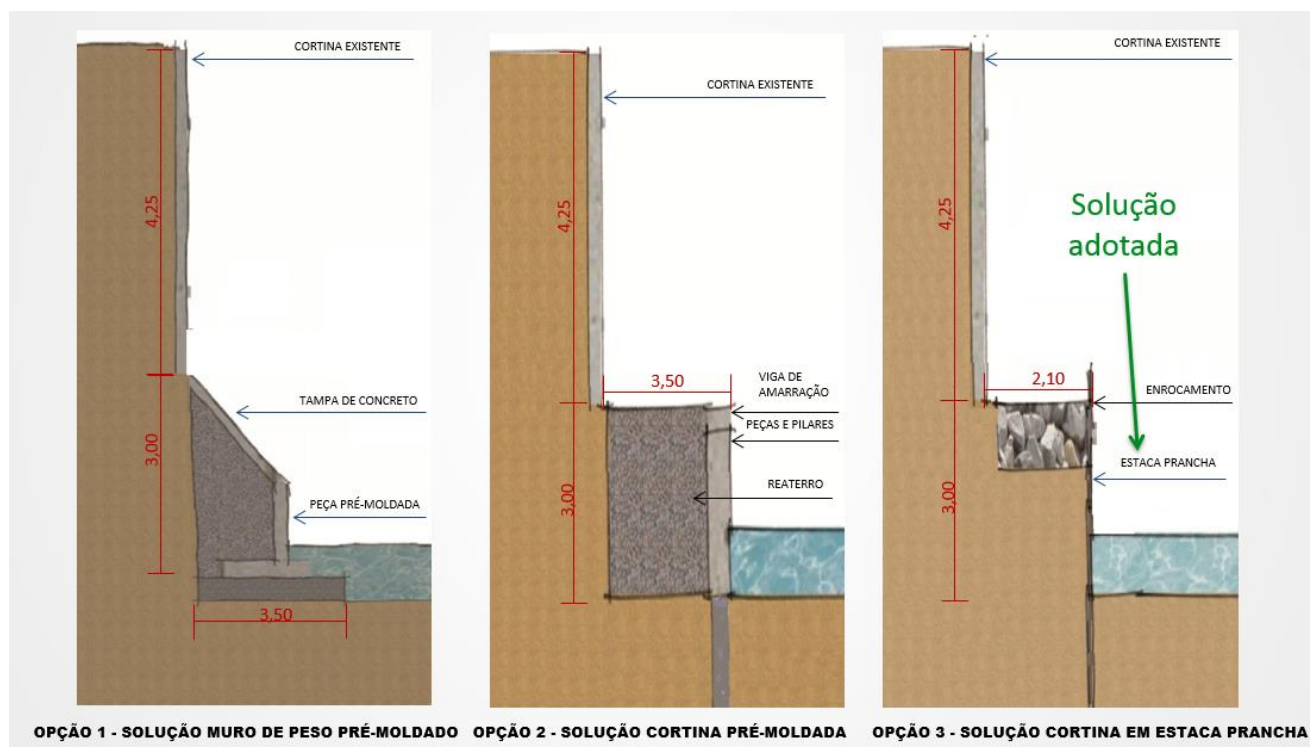 CORTINA EXISTENTE
4,25
TAMPA DE CONCRETO
3,00
PEÇA PRÉ-MOLDADA
3,50
OPÇÃO 1 - SOLUÇÃO MURO DE PESO PRÉ-MOLDADO
CORTINA EXISTENTE
4,25
3,50
VIGA DE
AMARRAÇÃO
PEÇAS E PILARES
REATERRO
3,00
OPÇÃO 2 - SOLUÇÃO CORTINA PRÉ-MOLDADA
CORTINA EXISTENTE
4,25
Solução
adotada
2,10
ENROCAMENTO
ESTACA PRANCHA
3,00
OPÇÃO 3 - SOLUÇÃO CORTINA EM ESTACA PRANCHA